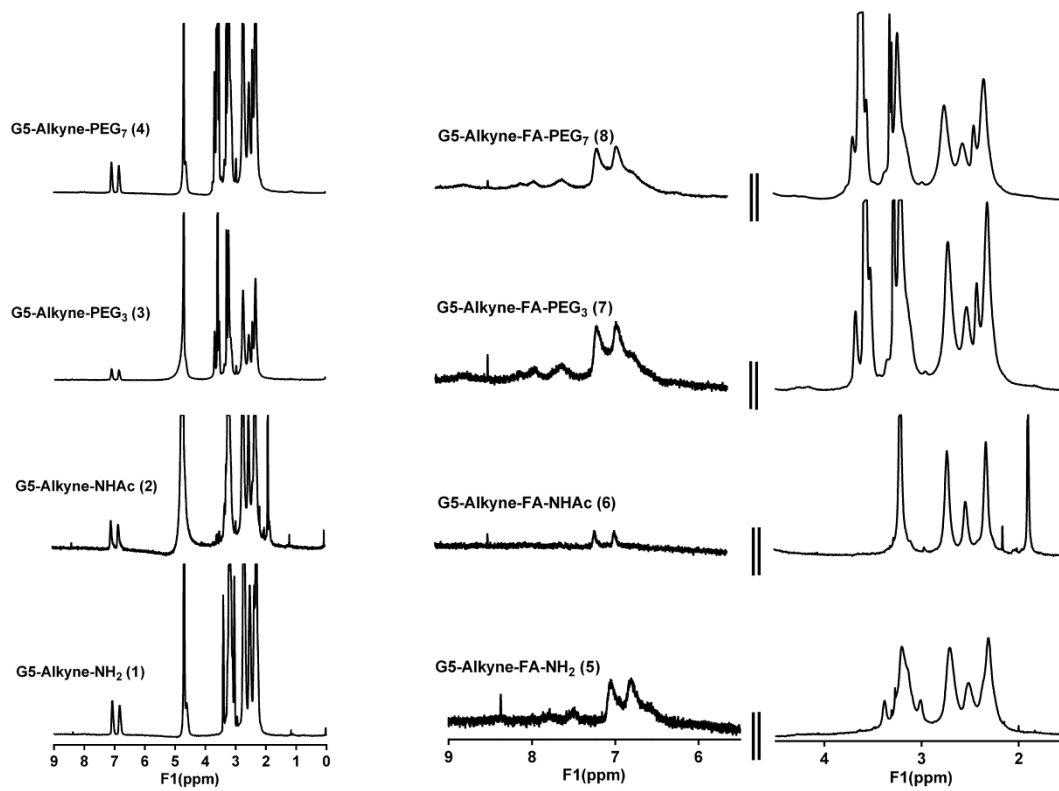 G5-Alkyne-PEG₇ (4)
G5-Alkyne-PEG₃ (3)
G5-Alkyne-NHAc (2)
G5-Alkyne-NH₂ (1)
9 8 7 6 5 4 3 2 1 0
F1(ppm)
G5-Alkyne-FA-PEG₇ (8)
G5-Alkyne-FA-PEG₃ (7)
G5-Alkyne-FA-NHAc (6)
G5-Alkyne-FA-NH₂ (5)
9 8 7 6
F1(ppm)
4 3 2
F1(ppm)